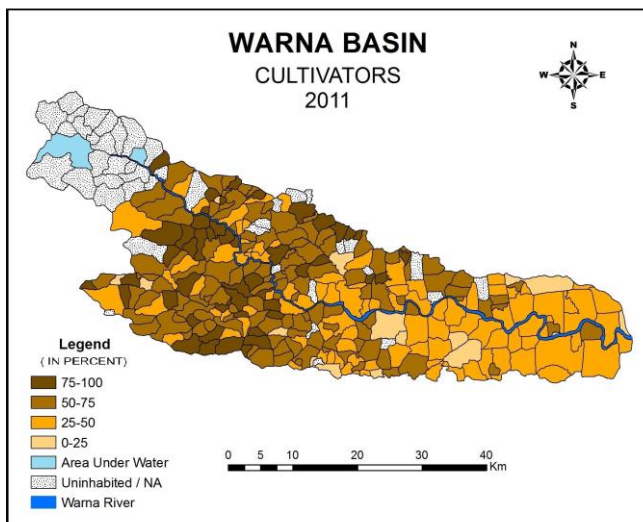 WARNA BASIN
CULTIVATORS
2011
N
W E
S
Legend
( IN PERCENT)
75-100
50-75
25-50
0-25
Area Under Water
Uninhabited / NA
Warna River
0 5 10 20 30 40
Km